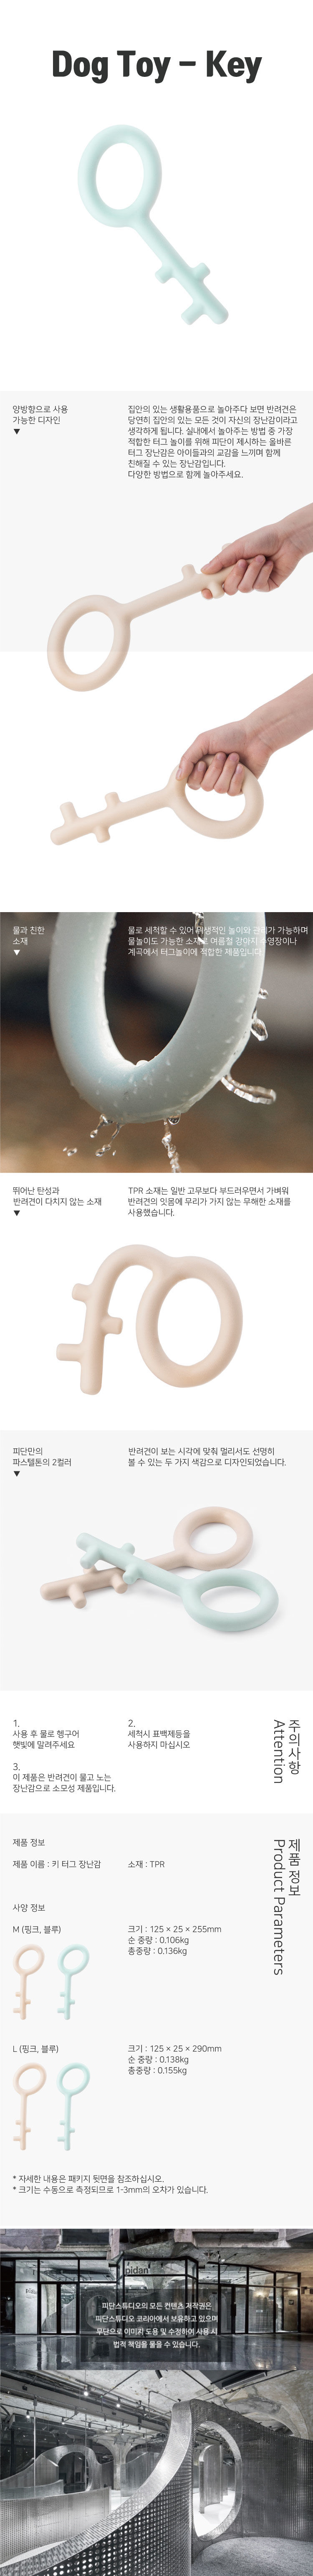 Dog Toy – Key
양방향으로 사용
가능한 디자인
▼
집안의 있는 생활용품으로 놀아주다 보면 반려견은
당연히 집안의 있는 모든 것이 자신의 장난감이라고
생각하게 됩니다. 실내에서 놀아주는 방법 중 가장
적합한 터그 놀이를 위해 피단이 제시하는 올바른
터그 장난감은 아이들과의 교감을 느끼며 함께
친해질 수 있는 장난감입니다.
다양한 방법으로 함께 놀아주세요.
물과 친한
소재
▼
물로 세척할 수 있어 위생적인 놀이와 관리가 가능하며
물놀이도 가능한 소재로 여름철 강아지 수영장이나
계곡에서 터그놀이에 적합한 제품입니다.
뛰어난 탄성과
반려견이 다치지 않는 소재
▼
TPR 소재는 일반 고무보다 부드러우면서 가벼워
반려견의 잇몸에 무리가 가지 않는 무해한 소재를
사용했습니다.
피단만의
파스텔톤의 2컬러
▼
반려견이 보는 시각에 맞춰 멀리서도 선명히
볼 수 있는 두 가지 색감으로 디자인되었습니다.
주의사항
Attention
1.
사용 후 물로 헹구어
햇빛에 말려주세요
2.
세척시 표백제등을
사용하지 마십시오
3.
이 제품은 반려견이 물고 노는
장난감으로 소모성 제품입니다.
제품 정보
Product Parameters
제품 정보
제품 이름 : 키 터그 장난감
소재 : TPR
사양 정보
M (핑크, 블루)
크기 : 125 × 25 × 255mm
순 중량 : 0.106kg
총중량 : 0.136kg
L (핑크, 블루)
크기 : 125 × 25 × 290mm
순 중량 : 0.138kg
총중량 : 0.155kg
* 자세한 내용은 패키지 뒷면을 참조하십시오.
* 크기는 수동으로 측정되므로 1-3mm의 오차가 있습니다.
pidan
피단스튜디오의 모든 컨텐츠 저작권은
피단스튜디오 코리아에서 보유하고 있으며
무단으로 이미지 도용 및 수정하여 사용 시
법적 책임을 물을 수 있습니다.